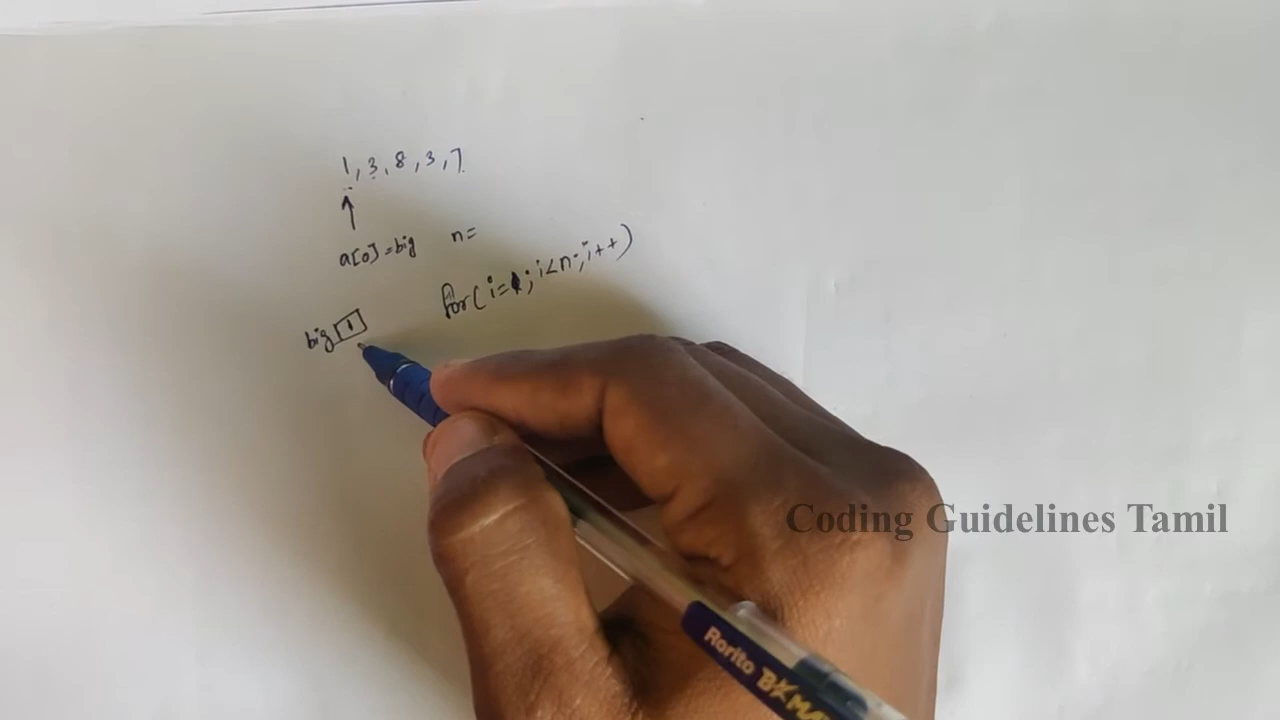 1, 3, 8, 3, 7
a[0] = big n=
for( i=1; i<n; i++)
big 1
Coding Guidelines Tamil
Rorito